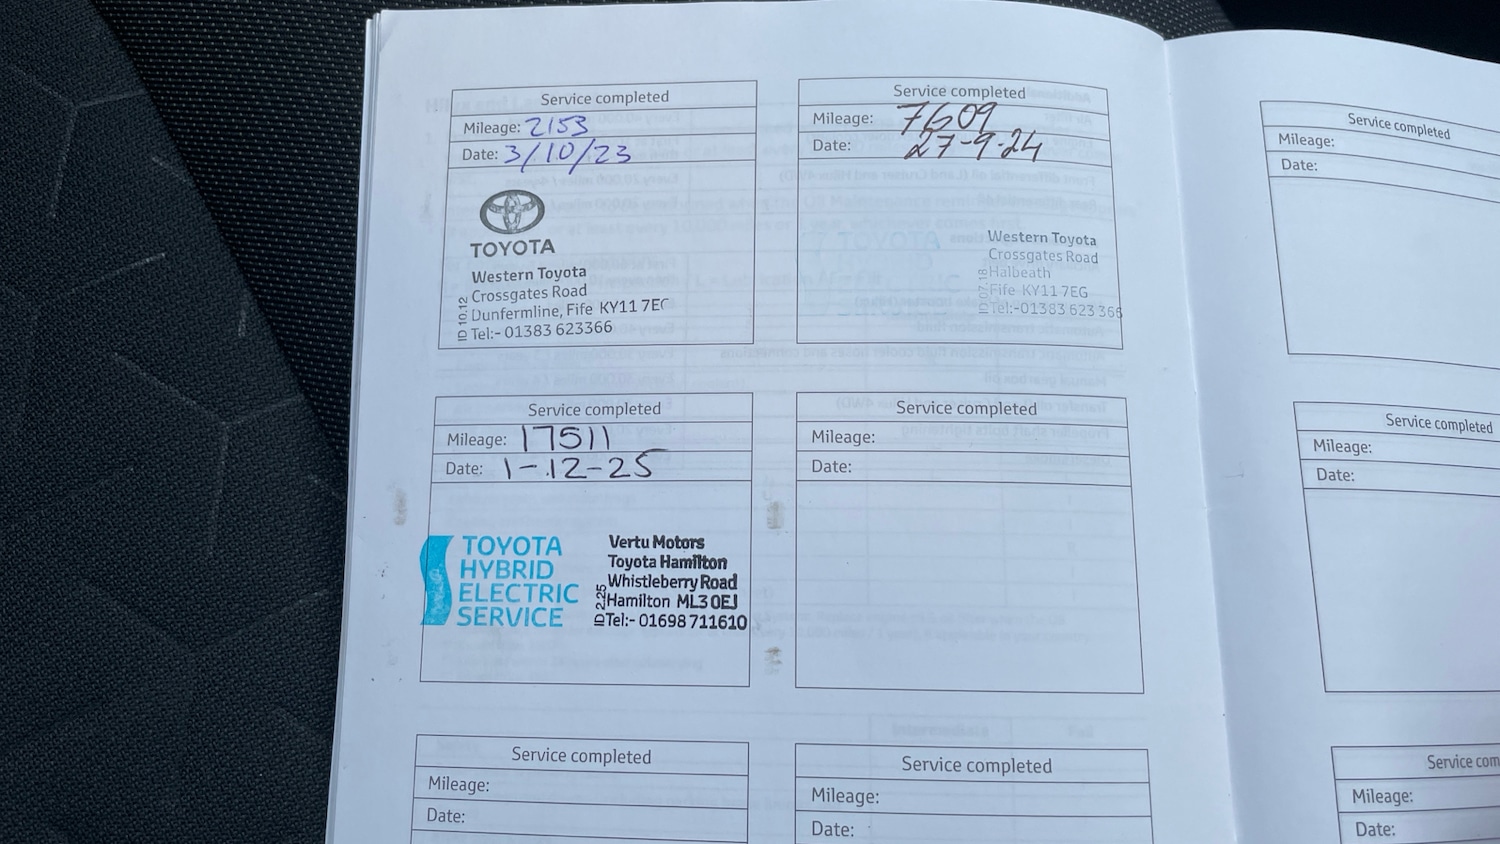 Service completed
Mileage: 2153
Date: 3/10/23
TOYOTA
Western Toyota
Crossgates Road
Dunfermline, Fife KY11 7EG
Tel:- 01383 623366
ID 10.12
Service completed
Mileage: 7609
Date: 27-9-24
Western Toyota
Crossgates Road
Halbeath
Fife KY11 7EG
Tel:-01383 623 366
ID 07.18
Service completed
Mileage: 17511
Date: 1-12-25
TOYOTA
HYBRID
ELECTRIC
SERVICE
Vertu Motors
Toyota Hamilton
Whistleberry Road
Hamilton ML3 0EJ
Tel:- 01698 711610
ID 2.25
Service completed
Mileage:
Date:
Service completed
Mileage:
Date:
Service completed
Mileage:
Date:
Service completed
Mileage:
Date:
Service completed
Mileage:
Date:
Service com
Mileage:
Date: